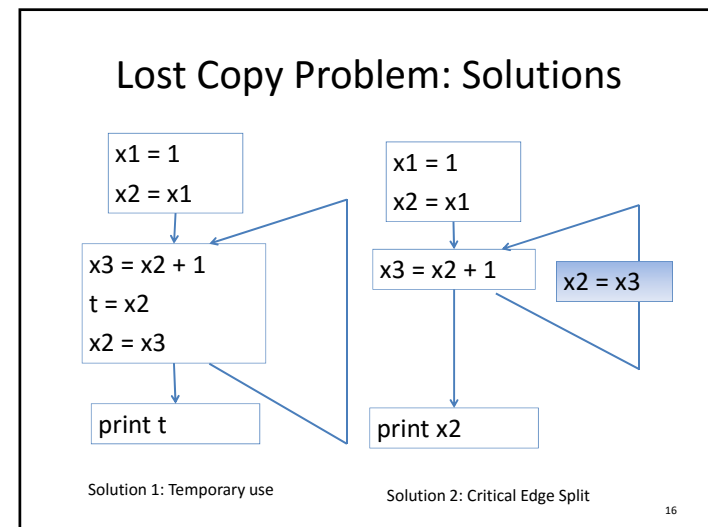 Lost Copy Problem: Solutions
x1 = 1
x2 = x1
x3 = x2 + 1
t = x2
x2 = x3
print t
Solution 1: Temporary use
x1 = 1
x2 = x1
x3 = x2 + 1
x2 = x3
print x2
Solution 2: Critical Edge Split
16